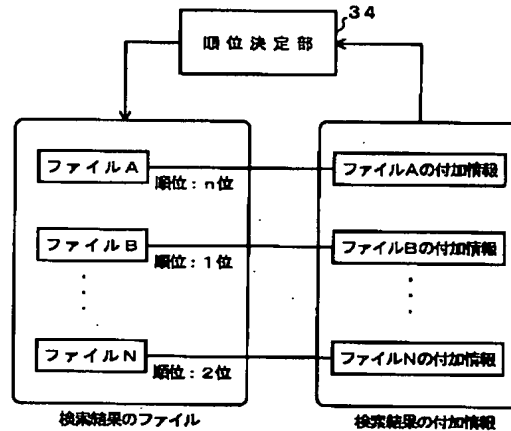 34
順位決定部
ファイルA
順位：n位
ファイルAの付加情報
ファイルB
順位：1位
ファイルBの付加情報
ファイルN
順位：2位
ファイルNの付加情報
検索結果のファイル
検索結果の付加情報